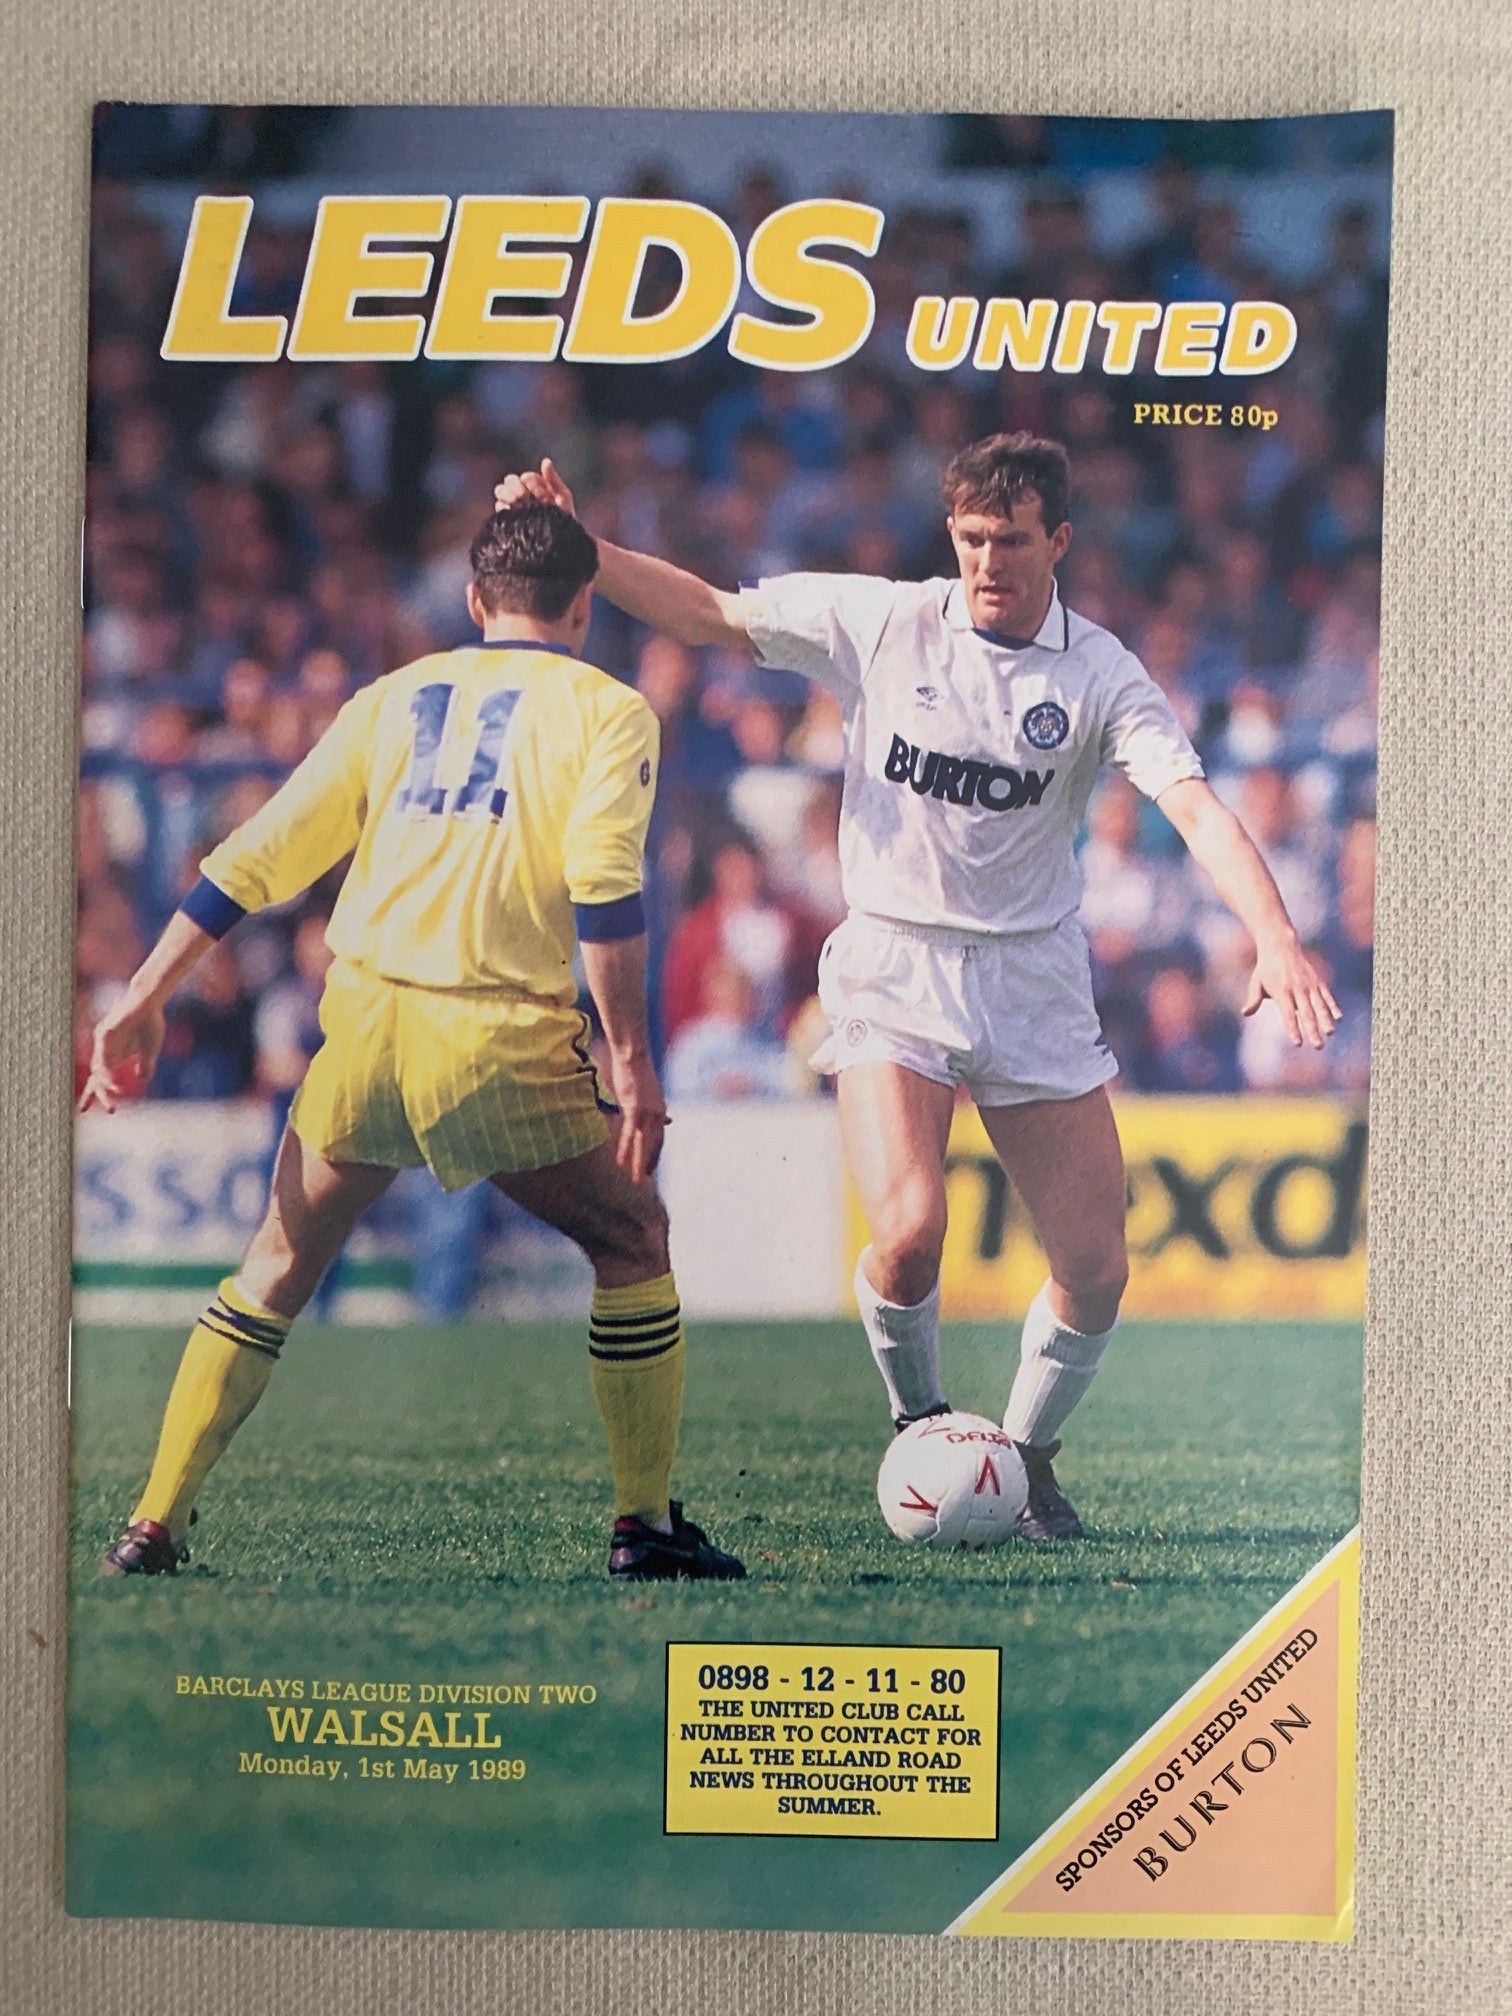 LEEDS UNITED
PRICE 80p
11
BURTON
BARCLAYS LEAGUE DIVISION TWO
WALSALL
Monday, 1st May 1989
0898 - 12 - 11 - 80
THE UNITED CLUB CALL
NUMBER TO CONTACT FOR
ALL THE ELLAND ROAD
NEWS THROUGHOUT THE
SUMMER.
SPONSORS OF LEEDS UNITED
BURTON